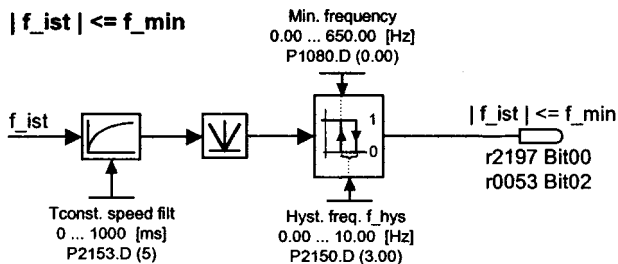 | f_ist | <= f_min
Min. frequency
0.00 ... 650.00 [Hz]
P1080.D (0.00)
f_ist
1
0
| f_ist | <= f_min
r2197 Bit00
r0053 Bit02
Tconst. speed filt
0 ... 1000 [ms]
P2153.D (5)
Hyst. freq. f_hys
0.00 ... 10.00 [Hz]
P2150.D (3.00)